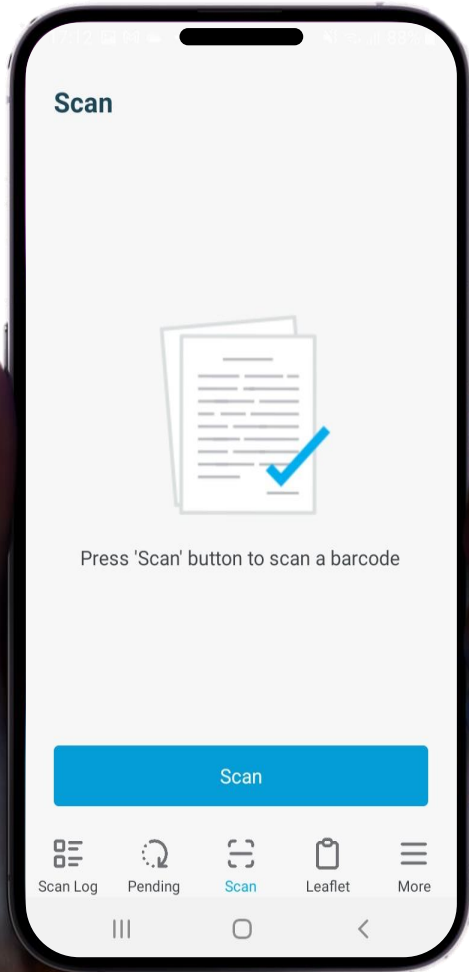 Scan
Press 'Scan' button to scan a barcode
Scan
Scan Log
Pending
Scan
Leaflet
More